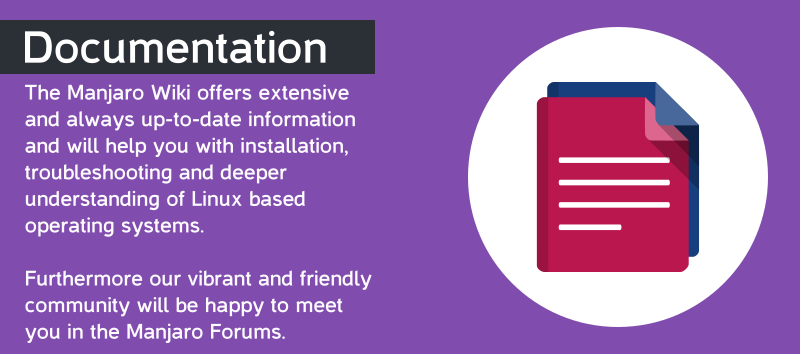 Documentation
The Manjaro Wiki offers extensive
and always up-to-date information
and will help you with installation,
troubleshooting and deeper
understanding of Linux based
operating systems.
Furthermore our vibrant and friendly
community will be happy to meet
you in the Manjaro Forums.